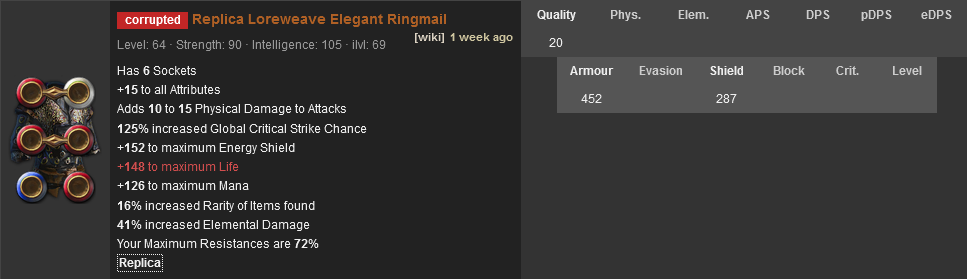 corrupted Replica Loreweave Elegant Ringmail
Level: 64 · Strength: 90 · Intelligence: 105 · ilvl: 69
[wiki] 1 week ago
Has 6 Sockets
+15 to all Attributes
Adds 10 to 15 Physical Damage to Attacks
125% increased Global Critical Strike Chance
+152 to maximum Energy Shield
+148 to maximum Life
+126 to maximum Mana
16% increased Rarity of Items found
41% increased Elemental Damage
Your Maximum Resistances are 72%
Replica
Quality Phys. Elem. APS DPS pDPS eDPS
20
Armour Evasion Shield Block Crit. Level
452 287